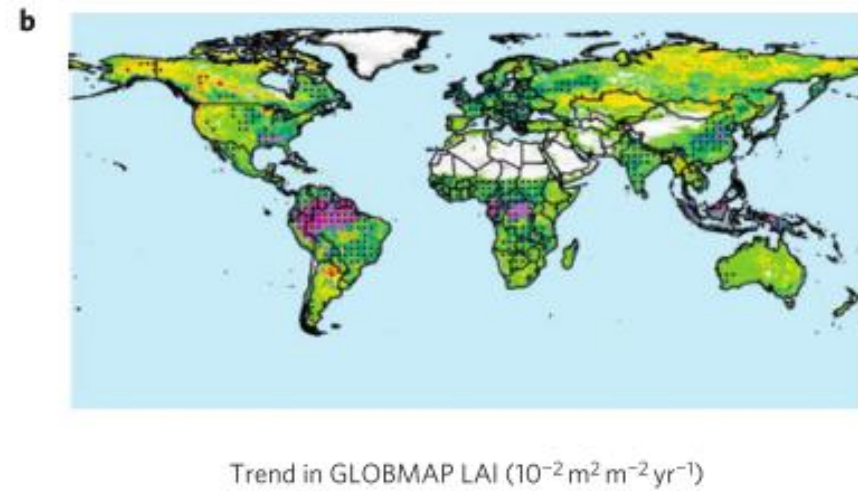 b
Trend in GLOBMAP LAI (10⁻² m² m⁻² yr⁻¹)